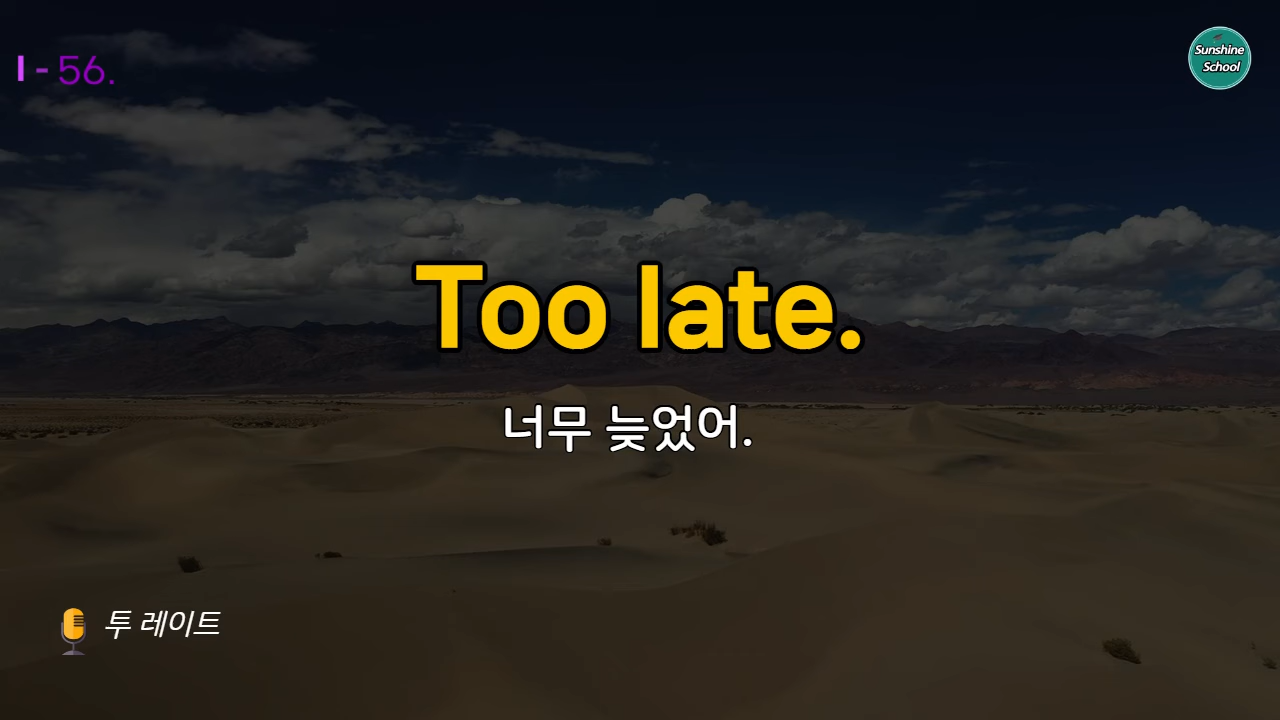 I - 56.
Sunshine
School
Too late.
너무 늦었어.
투 레이트